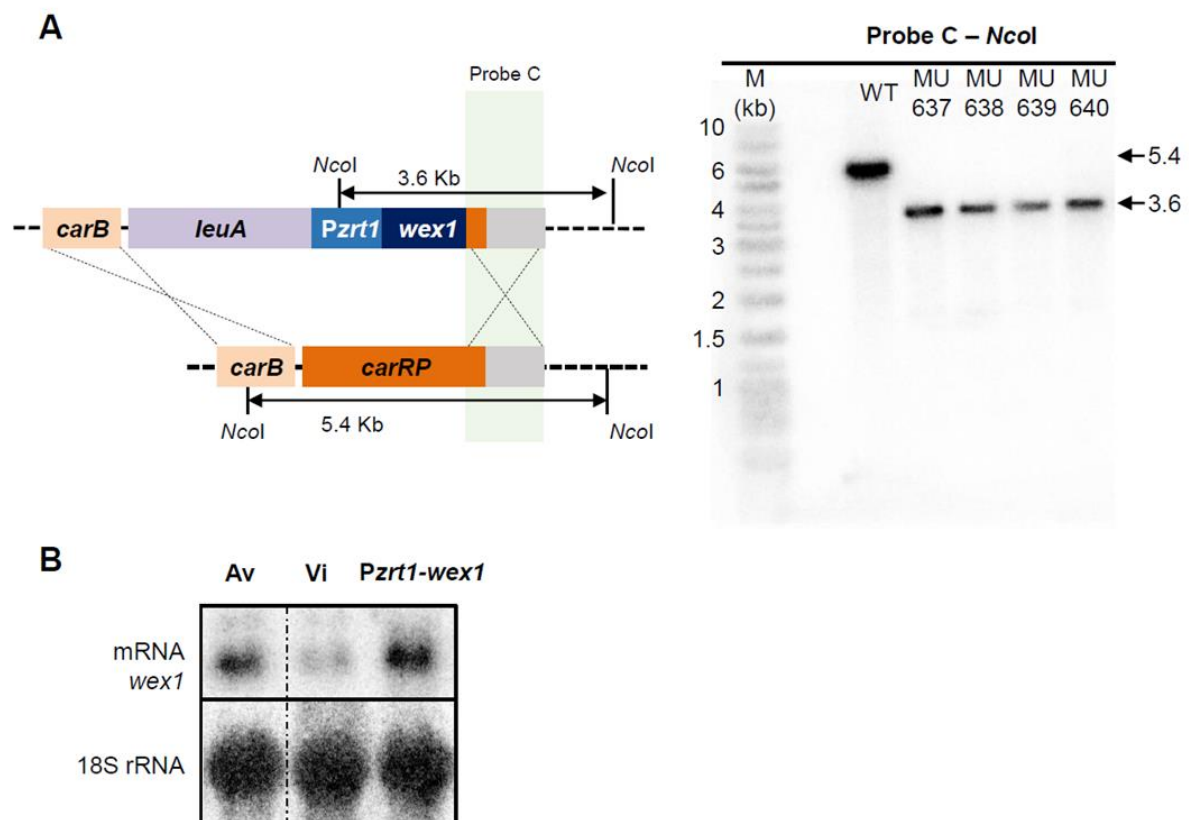 A
Probe C
NcoI
NcoI
3.6 Kb
carB
leuA
Pzrt1
wex1
carB
carRP
NcoI
5.4 Kb
NcoI
Probe C – NcoI
M
(kb)
WT
MU
637
MU
638
MU
639
MU
640
10
6
4
3
2
1.5
1
5.4
3.6
B
Av
Vi
Pzrt1-wex1
mRNA
wex1
18S rRNA